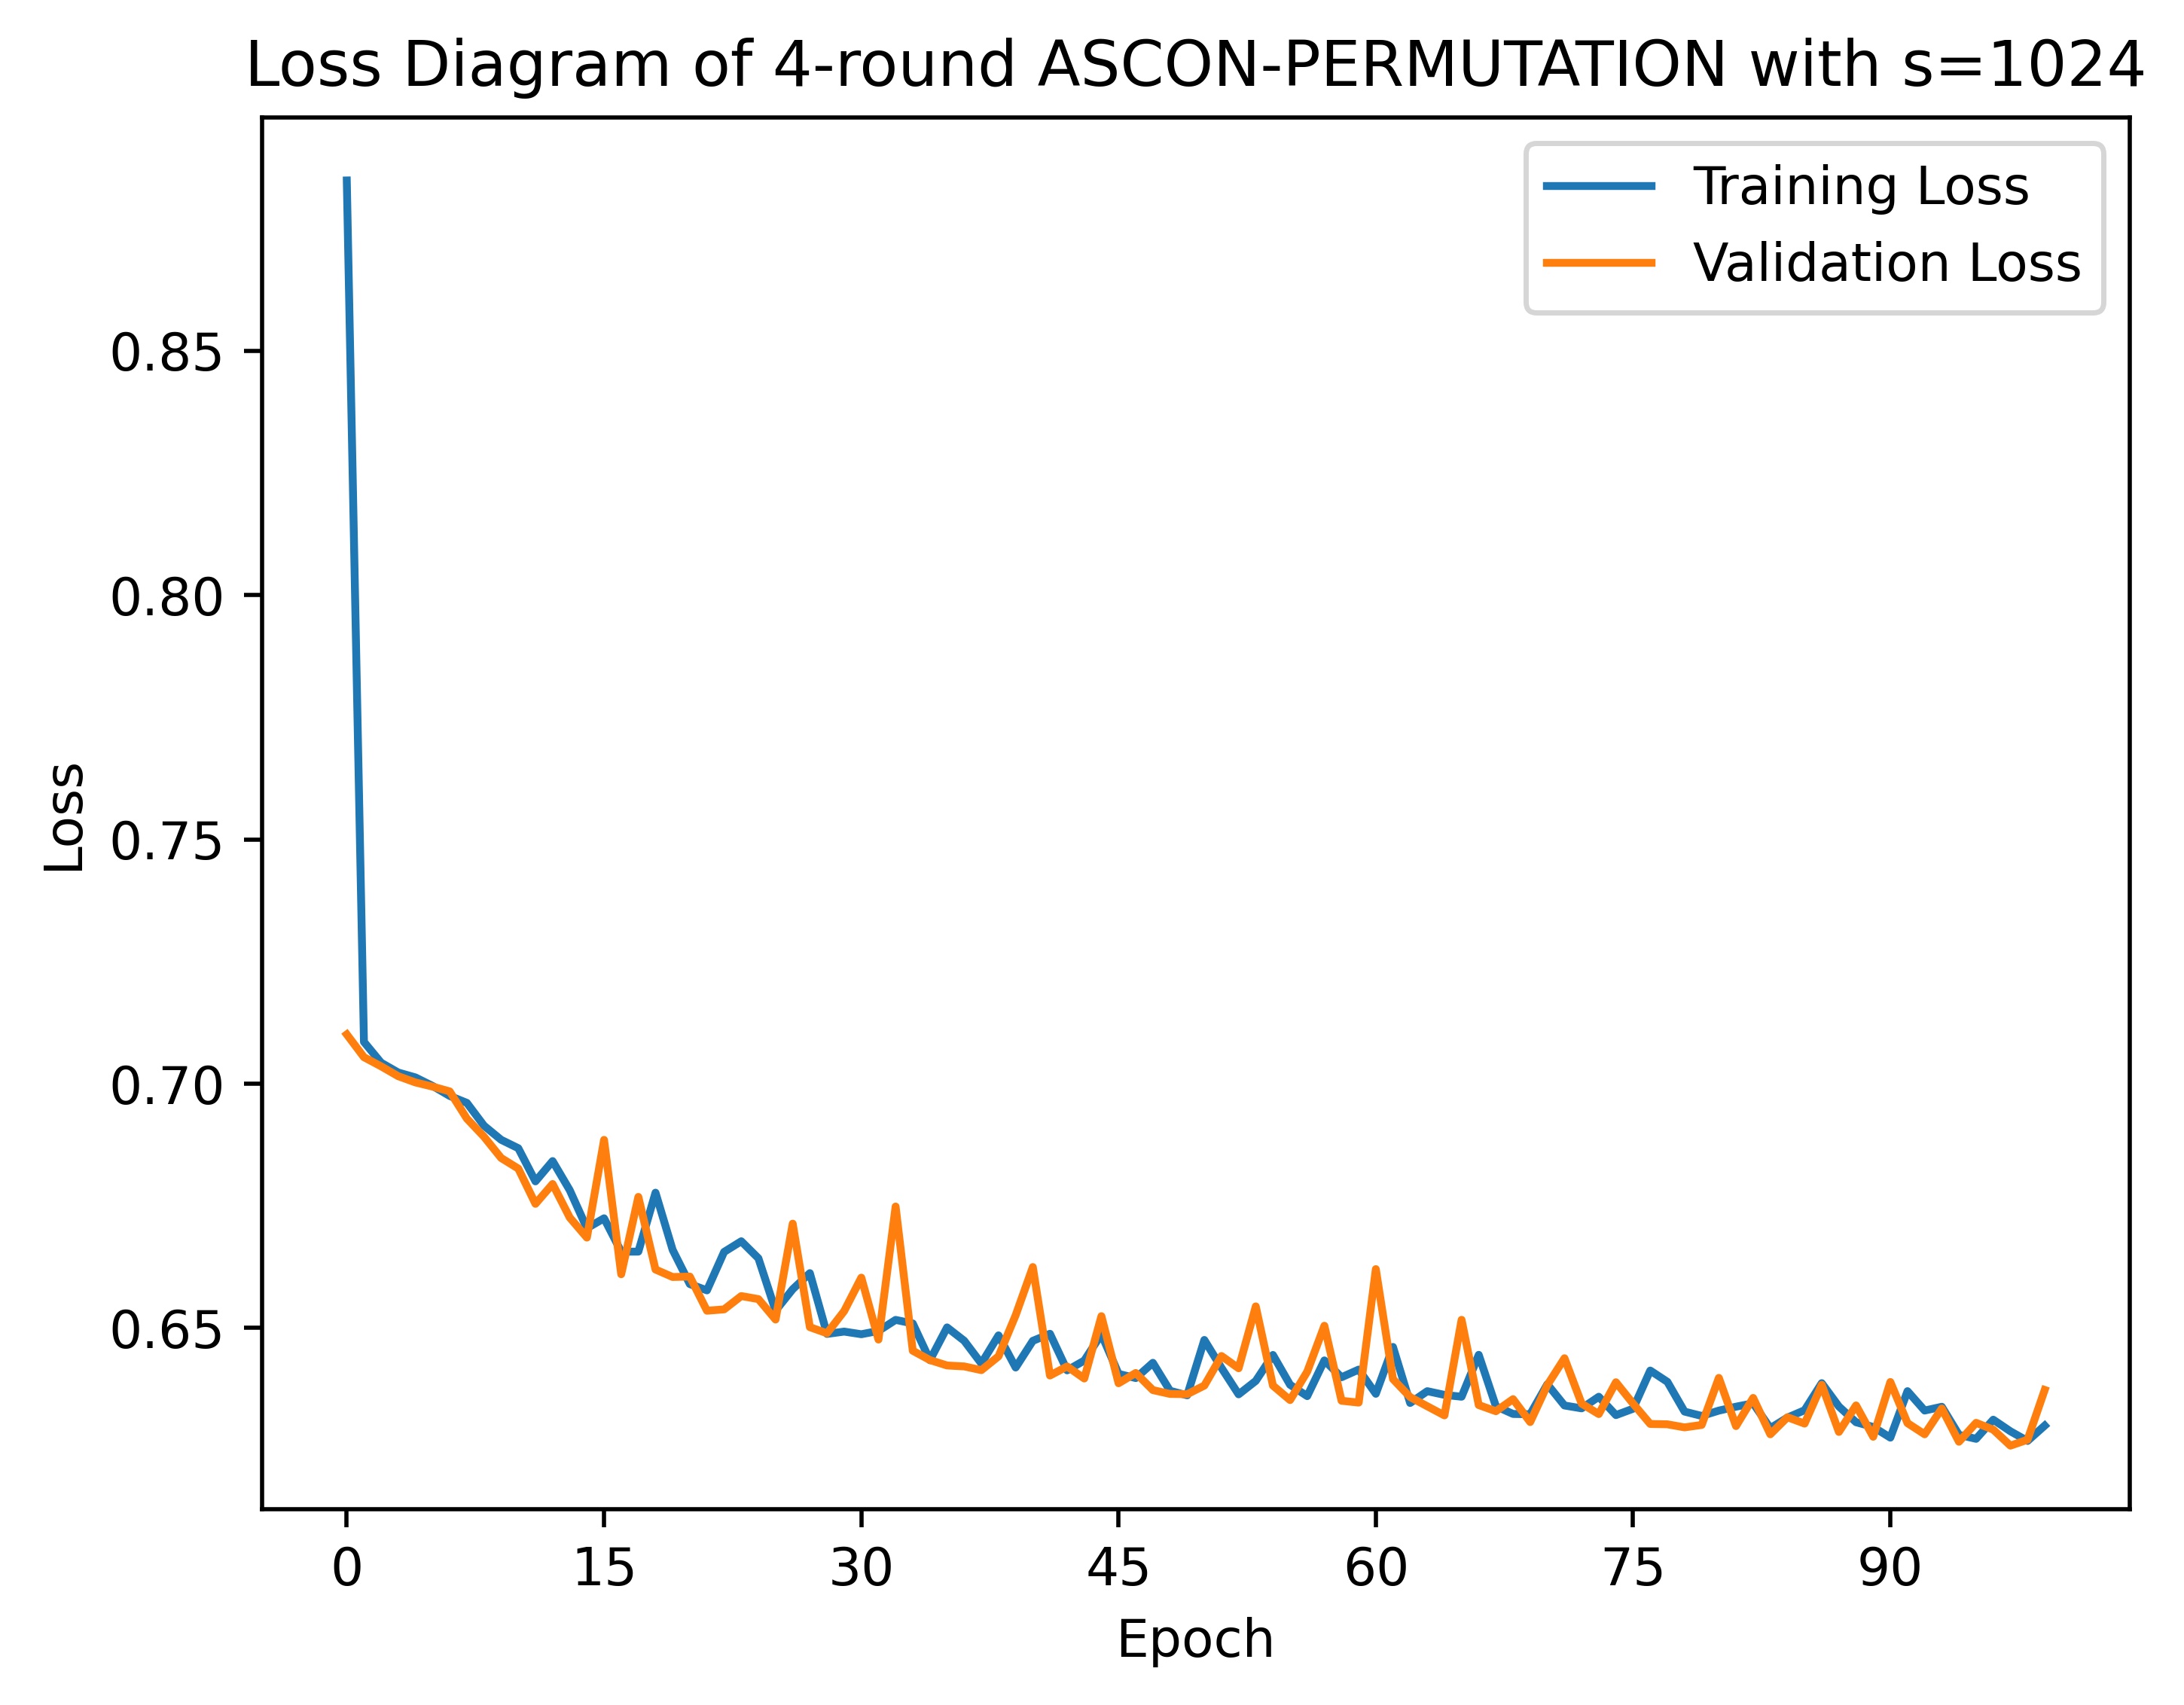 Loss Diagram of 4-round ASCON-PERMUTATION with s=1024
Training Loss
Validation Loss
0.85
0.80
0.75
0.70
0.65
Loss
0 15 30 45 60 75 90
Epoch